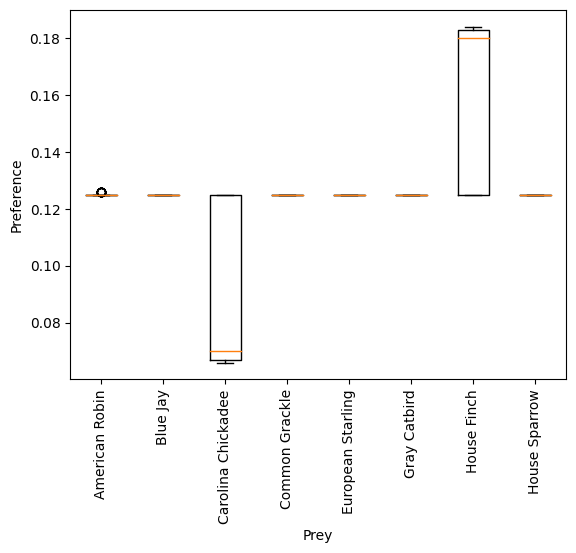 0.18
0.16
0.14
0.12
0.10
0.08
Preference
American Robin
Blue Jay
Carolina Chickadee
Common Grackle
European Starling
Gray Catbird
House Finch
House Sparrow
Prey